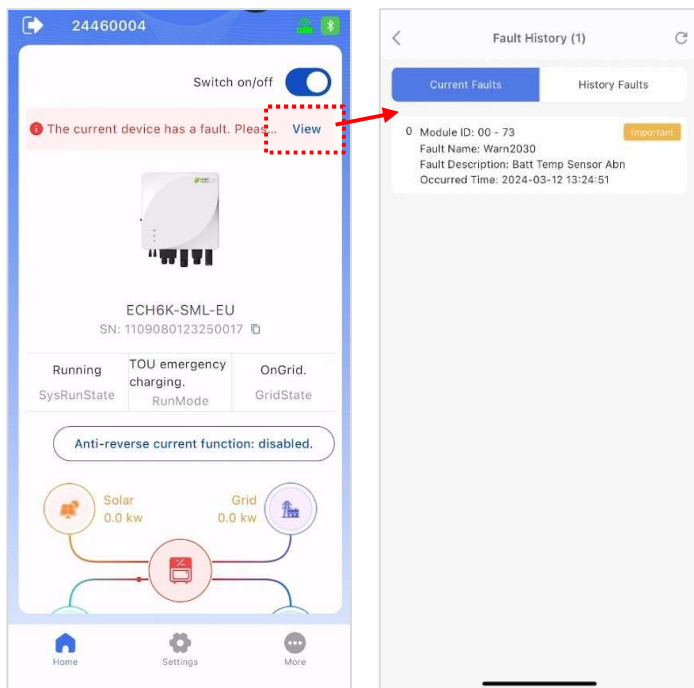 24460004
Switch on/off
The current device has a fault. Pleas... View
ECH6K-SML-EU
SN: 1109080123250017
Running
SysRunState
TOU emergency
charging.
RunMode
OnGrid.
GridState
Anti-reverse current function: disabled.
Solar
0.0 kw
Grid
0.0 kw
Home
Settings
More
Fault History (1)
Current Faults
History Faults
0 Module ID: 00 - 73
Important
Fault Name: Warn2030
Fault Description: Batt Temp Sensor Abn
Occurred Time: 2024-03-12 13:24:51